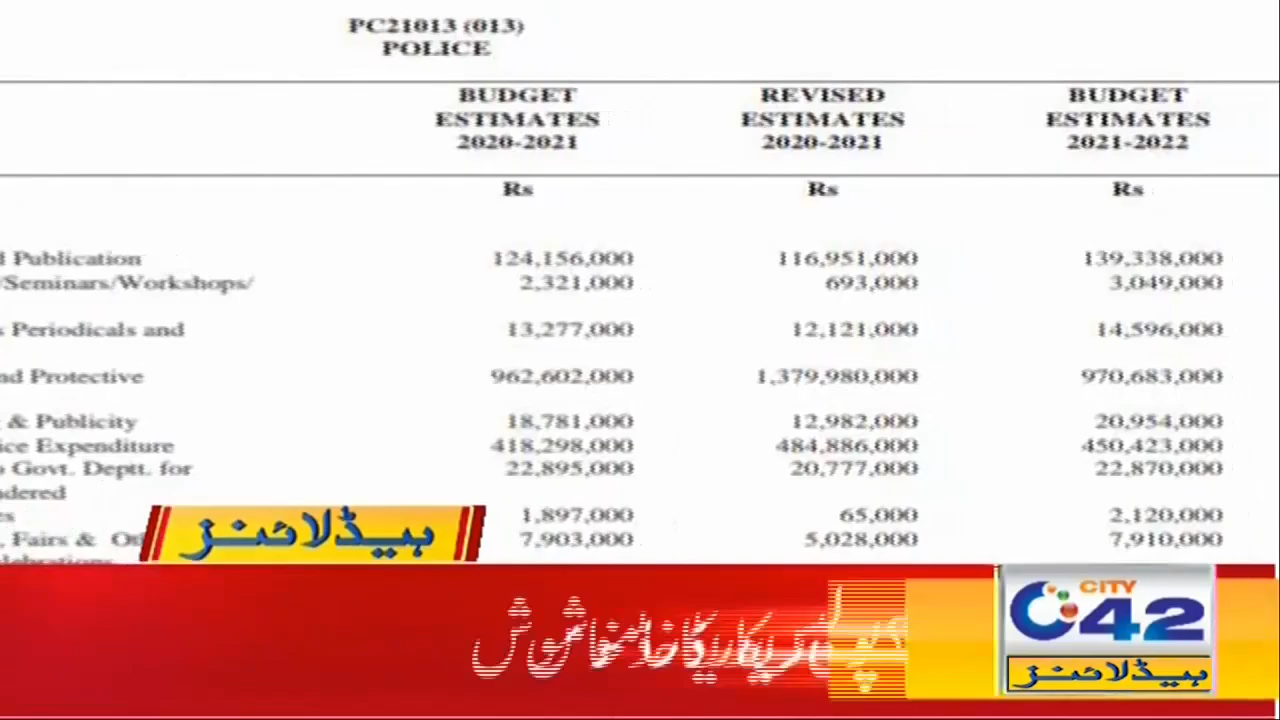 PC21013 (013)
POLICE
BUDGET ESTIMATES 2020-2021 REVISED ESTIMATES 2020-2021 BUDGET ESTIMATES 2021-2022
Rs Rs Rs
Publication 124,156,000 116,951,000 139,338,000
/Seminars/Workshops/ 2,321,000 693,000 3,049,000
Periodicals and 13,277,000 12,121,000 14,596,000
Protective 962,602,000 1,379,980,000 970,683,000
& Publicity 18,781,000 12,982,000 20,954,000
Expenditure 418,298,000 484,886,000 450,423,000
Govt. Deptt. for 22,895,000 20,777,000 22,870,000
1,897,000 65,000 2,120,000
, Fairs & 7,903,000 5,028,000 7,910,000
ہیڈلائنز
CITY
42
ہیڈلائنز